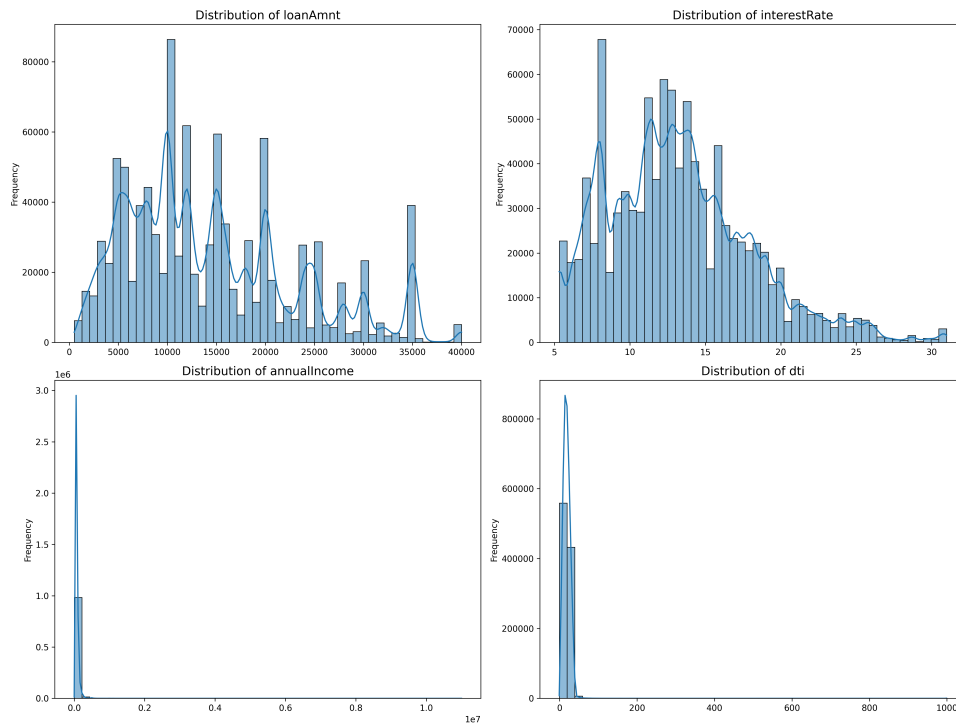 Distribution of loanAmnt
Frequency
80000
60000
40000
20000
0
0 5000 10000 15000 20000 25000 30000 35000 40000
Distribution of interestRate
Frequency
70000
60000
50000
40000
30000
20000
10000
0
5 10 15 20 25 30
Distribution of annualIncome
1e6
Frequency
3.0
2.5
2.0
1.5
1.0
0.5
0.0
0.0 0.2 0.4 0.6 0.8 1.0
1e7
Distribution of dti
Frequency
800000
600000
400000
200000
0
0 200 400 600 800 1000